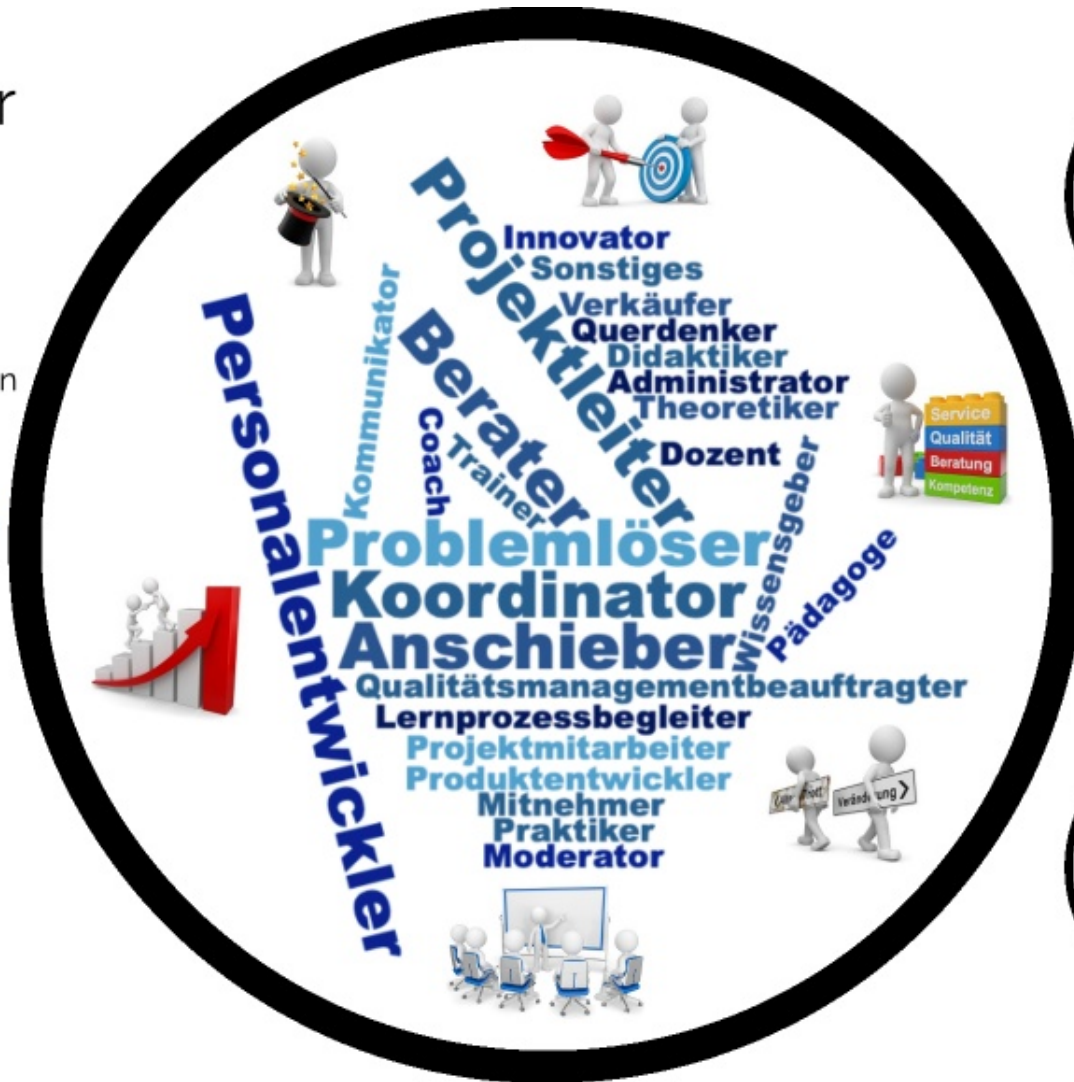 r
n
Projektleiter
Innovator
Sonstiges
Verkäufer
Querdenker
Didaktiker
Administrator
Theoretiker
Dozent
Personalentwickler
Kommunikator
Berater
Coach
Trainer
Service
Qualität
Beratung
Kompetenz
Wissensgeber
Pädagoge
Problemlöser
Koordinator
Anschieber
Qualitätsmanagementbeauftragter
Lernprozessbegleiter
Projektmitarbeiter
Produktentwickler
Mitnehmer
Praktiker
Moderator
Veränderung